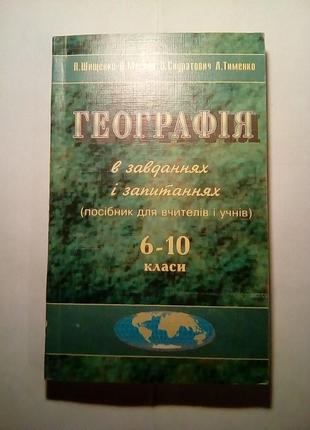 П. Шищенко О. Скуратович Л. Тименко
ГЕОГРАФІЯ
в завданнях
і запитаннях
(посібник для вчителів і учнів)
6-10
класи